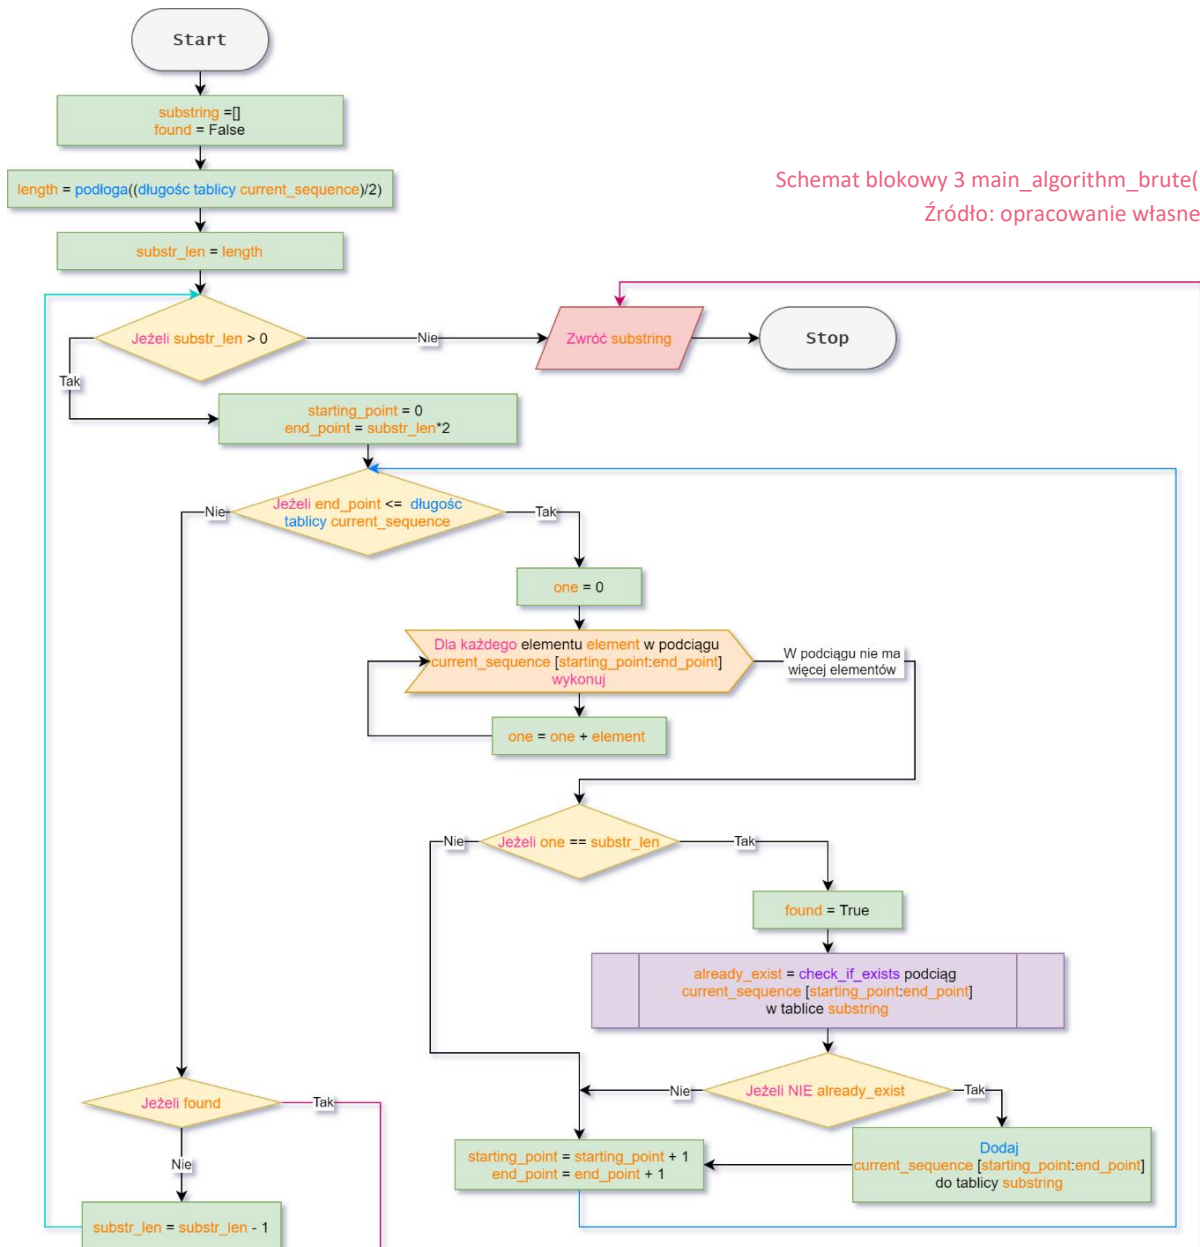 Start
substring =[]
found = False
length = podłoga((długośc tablicy current_sequence)/2)
Schemat blokowy 3 main_algorithm_brute(
Źródło: opracowanie własne
substr_len = length
Jeżeli substr_len > 0
Nie
Zwróć substring
Stop
Tak
starting_point = 0
end_point = substr_len*2
Jeżeli end_point <= długośc
tablicy current_sequence
Nie
Tak
one = 0
Dla każdego elementu element w podciągu
current_sequence [starting_point:end_point]
wykonuj
W podciągu nie ma
więcej elementów
one = one + element
Jeżeli one == substr_len
Nie
Tak
found = True
already_exist = check_if_exists podciąg
current_sequence [starting_point:end_point]
w tablice substring
Jeżeli NIE already_exist
Nie
Tak
Jeżeli found
Tak
Nie
starting_point = starting_point + 1
end_point = end_point + 1
Dodaj
current_sequence [starting_point:end_point]
do tablicy substring
substr_len = substr_len - 1